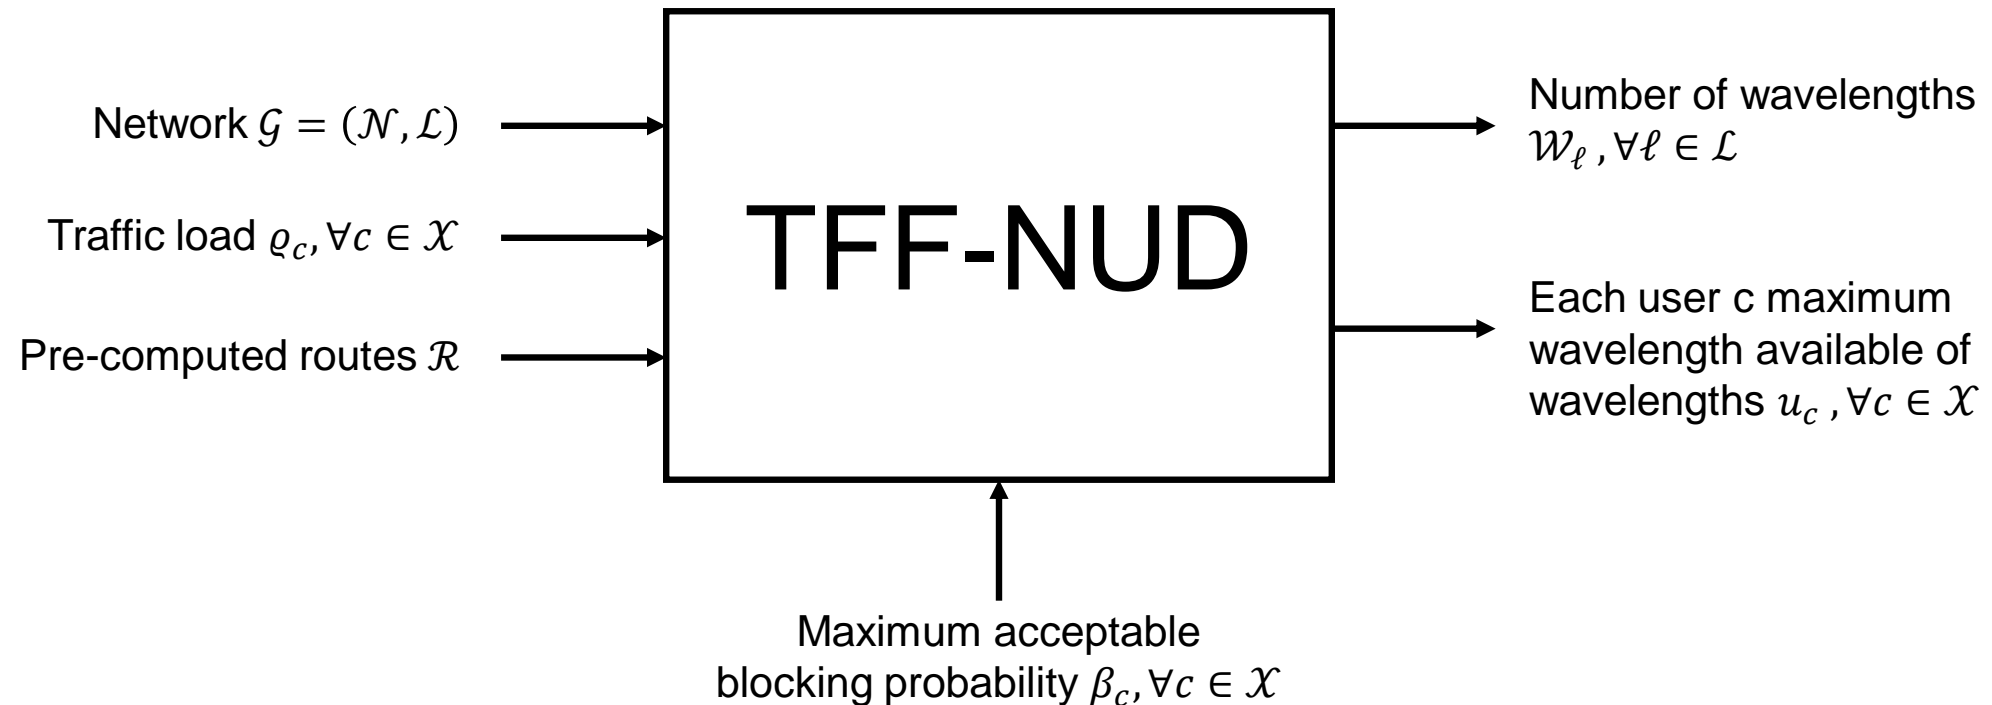 Network 𝒢 = (𝒩, ℒ)
Traffic load ϱ_c, ∀c ∈ 𝒳
Pre-computed routes ℛ
TFF-NUD
Number of wavelengths
𝒲_ℓ , ∀ℓ ∈ ℒ
Each user c maximum
wavelength available of
wavelengths u_c , ∀c ∈ 𝒳
Maximum acceptable
blocking probability β_c, ∀c ∈ 𝒳